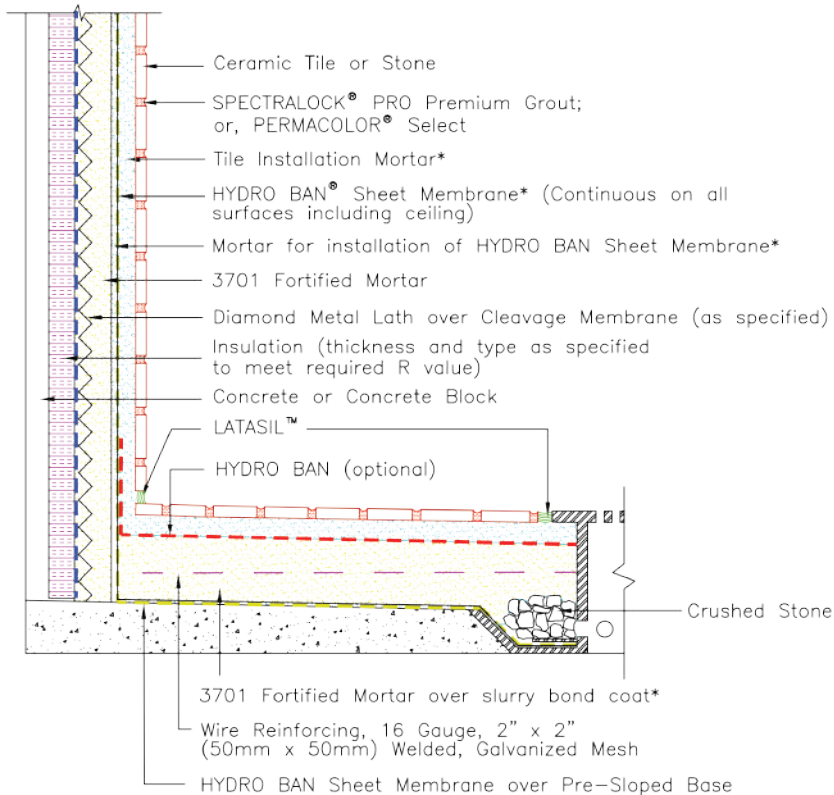 Ceramic Tile or Stone
SPECTRALOCK® PRO Premium Grout;
or, PERMACOLOR® Select
Tile Installation Mortar*
HYDRO BAN® Sheet Membrane* (Continuous on all
surfaces including ceiling)
Mortar for installation of HYDRO BAN Sheet Membrane*
3701 Fortified Mortar
Diamond Metal Lath over Cleavage Membrane (as specified)
Insulation (thickness and type as specified
to meet required R value)
Concrete or Concrete Block
LATASIL™
HYDRO BAN (optional)
Crushed Stone
3701 Fortified Mortar over slurry bond coat*
Wire Reinforcing, 16 Gauge, 2” x 2”
(50mm x 50mm) Welded, Galvanized Mesh
HYDRO BAN Sheet Membrane over Pre-Sloped Base